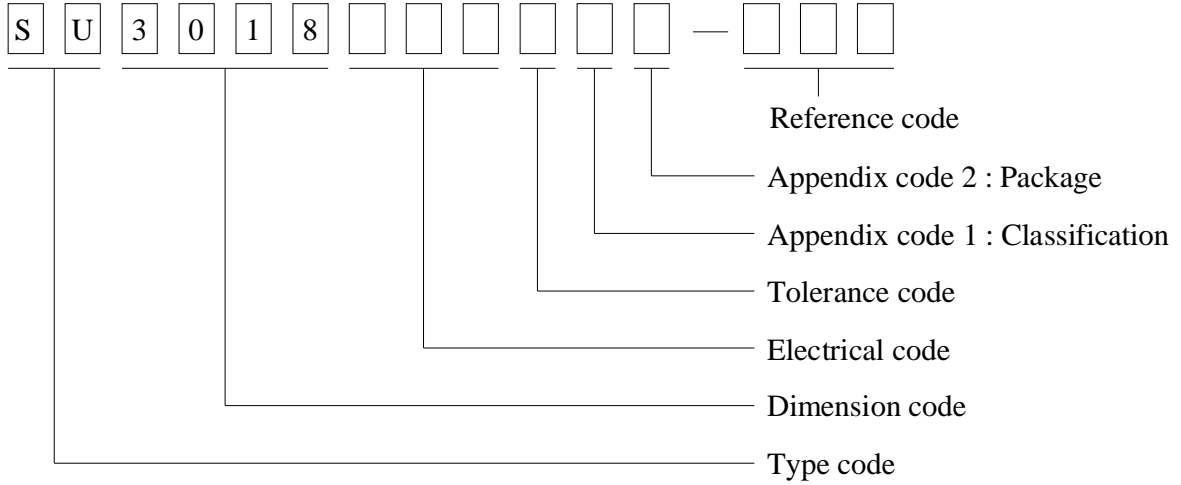 S U 3 0 1 8 —
Reference code
Appendix code 2 : Package
Appendix code 1 : Classification
Tolerance code
Electrical code
Dimension code
Type code